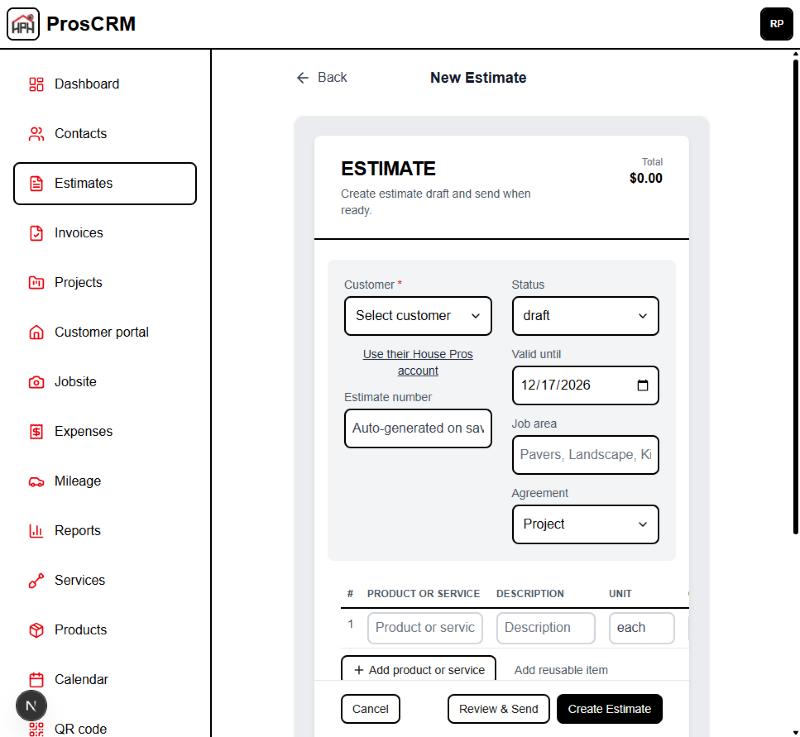 HPH
ProsCRM
RP
Dashboard
Contacts
Estimates
Invoices
Projects
Customer portal
Jobsite
Expenses
Mileage
Reports
Services
Products
Calendar
N
QR code
Back
New Estimate
ESTIMATE
Create estimate draft and send when
ready.
Total
$0.00
Customer *
Select customer
Use their House Pros
account
Estimate number
Auto-generated on sav
Status
draft
Valid until
12/17/2026
Job area
Pavers, Landscape, Ki
Agreement
Project
# PRODUCT OR SERVICE DESCRIPTION UNIT
1 Product or servic Description each
+ Add product or service Add reusable item
Cancel Review & Send Create Estimate